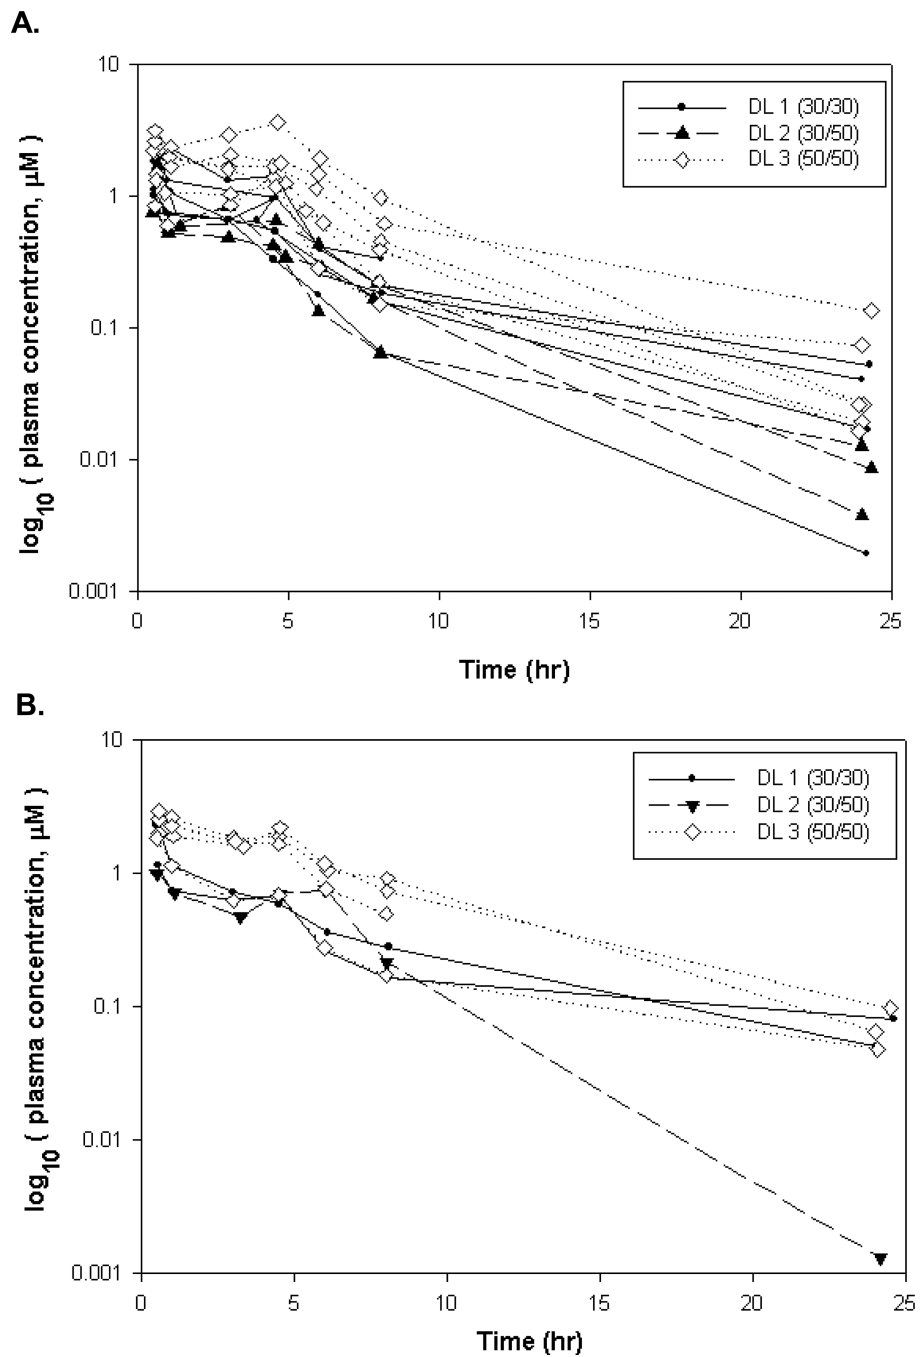 A.
10
1
0.1
0.01
0.001
log10 ( plasma concentration, µM)
DL 1 (30/30)
DL 2 (30/50)
DL 3 (50/50)
0 5 10 15 20 25
Time (hr)
B.
10
1
0.1
0.01
0.001
log10 ( plasma concentration, µM)
DL 1 (30/30)
DL 2 (30/50)
DL 3 (50/50)
0 5 10 15 20 25
Time (hr)